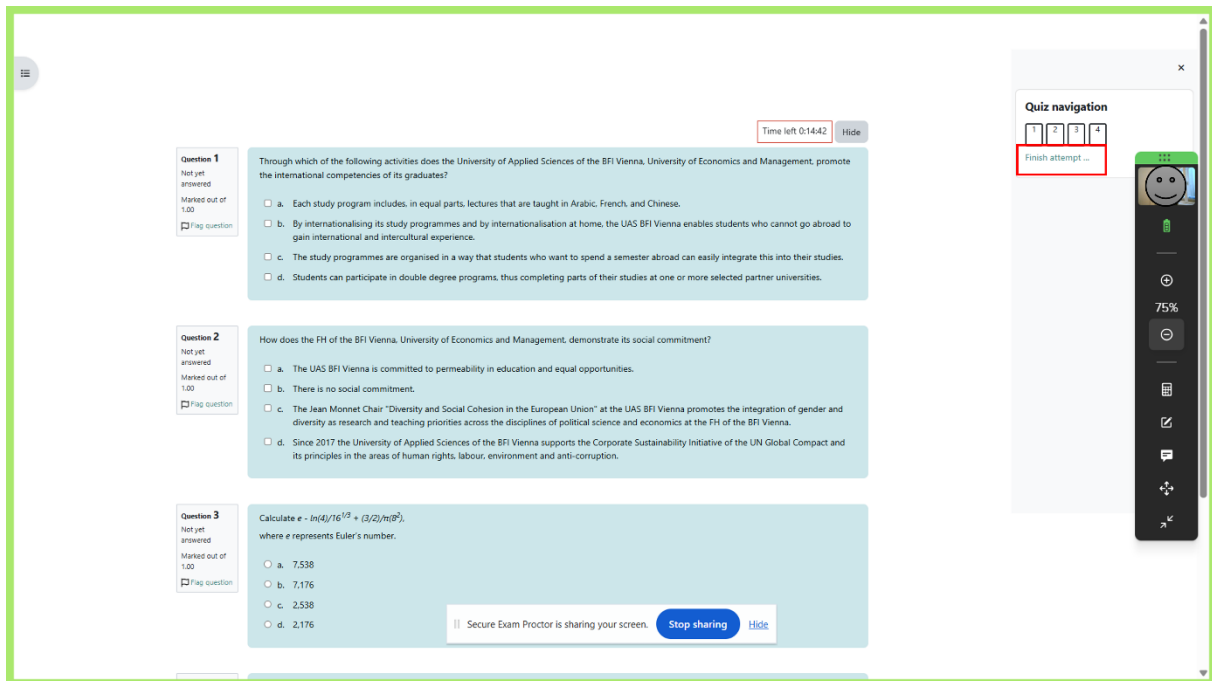 Time left 0:14:42 Hide
Question 1
Not yet
answered
Marked out of
1.00
Flag question
Through which of the following activities does the University of Applied Sciences of the BFI Vienna, University of Economics and Management, promote
the international competencies of its graduates?
a. Each study program includes, in equal parts, lectures that are taught in Arabic, French, and Chinese.
b. By internationalising its study programmes and by internationalisation at home, the UAS BFI Vienna enables students who cannot go abroad to
gain international and intercultural experience.
c. The study programmes are organised in a way that students who want to spend a semester abroad can easily integrate this into their studies.
d. Students can participate in double degree programs, thus completing parts of their studies at one or more selected partner universities.
Question 2
Not yet
answered
Marked out of
1.00
Flag question
How does the FH of the BFI Vienna, University of Economics and Management, demonstrate its social commitment?
a. The UAS BFI Vienna is committed to permeability in education and equal opportunities.
b. There is no social commitment.
c. The Jean Monnet Chair "Diversity and Social Cohesion in the European Union" at the UAS BFI Vienna promotes the integration of gender and
diversity as research and teaching priorities across the disciplines of political science and economics at the FH of the BFI Vienna.
d. Since 2017 the University of Applied Sciences of the BFI Vienna supports the Corporate Sustainability Initiative of the UN Global Compact and
its principles in the areas of human rights, labour, environment and anti-corruption.
Question 3
Not yet
answered
Marked out of
1.00
Flag question
Calculate e - ln(4)/16^1/3 + (3/2)/π(8²),
where e represents Euler's number.
a. 7,538
b. 7,176
c. 2,538
d. 2,176
Secure Exam Proctor is sharing your screen. Stop sharing Hide
Quiz navigation
1 2 3 4
Finish attempt ...
75%